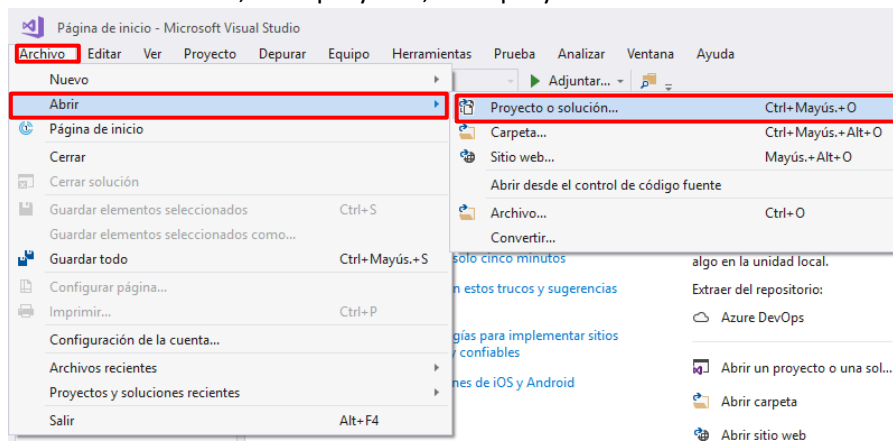 Página de inicio - Microsoft Visual Studio
Archivo Editar Ver Proyecto Depurar Equipo Herramientas Prueba Analizar Ventana Ayuda
Adjuntar...
Nuevo
Abrir
Página de inicio
Cerrar
Cerrar solución
Guardar elementos seleccionados Ctrl+S
Guardar elementos seleccionados como...
Guardar todo Ctrl+Mayús.+S
Configurar página...
Imprimir... Ctrl+P
Configuración de la cuenta...
Archivos recientes
Proyectos y soluciones recientes
Salir Alt+F4
Proyecto o solución... Ctrl+Mayús.+O
Carpeta... Ctrl+Mayús.+Alt+O
Sitio web... Mayús.+Alt+O
Abrir desde el control de código fuente
Archivo... Ctrl+O
Convertir...
solo cinco minutos
n estos trucos y sugerencias
gías para implementar sitios
confiables
nes de iOS y Android
algo en la unidad local.
Extraer del repositorio:
Azure DevOps
Abrir un proyecto o una sol...
Abrir carpeta
Abrir sitio web